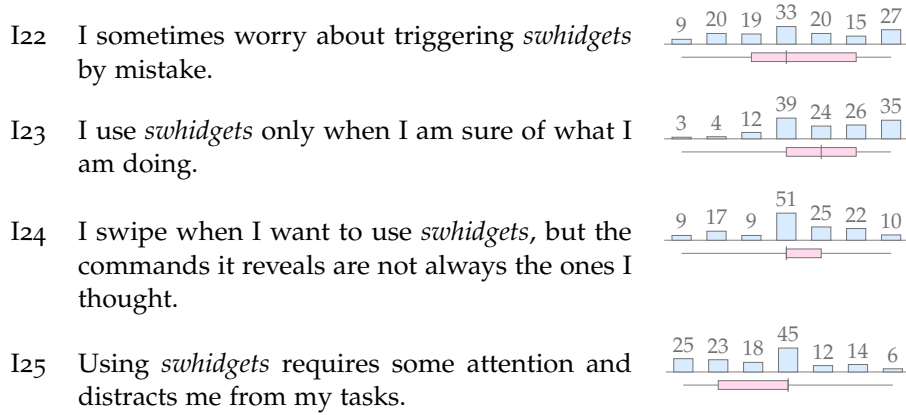 I22 I sometimes worry about triggering swhidgets
by mistake.
9 20 19 33 20 15 27
I23 I use swhidgets only when I am sure of what I
am doing.
3 4 12 39 24 26 35
I24 I swipe when I want to use swhidgets, but the
commands it reveals are not always the ones I
thought.
9 17 9 51 25 22 10
I25 Using swhidgets requires some attention and
distracts me from my tasks.
25 23 18 45 12 14 6